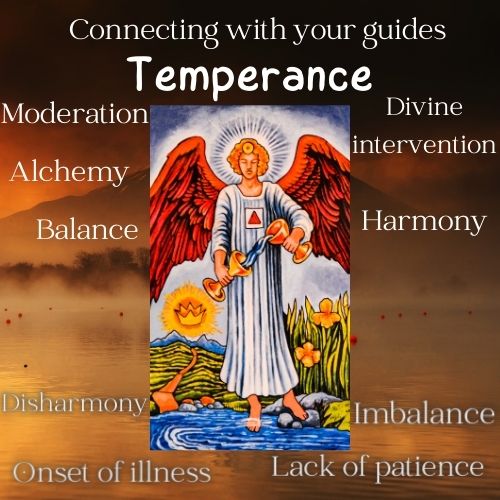 Connecting with your guides
Temperance
Moderation
Divine
intervention
Alchemy
Balance
Harmony
Disharmony
Imbalance
Onset of illness
Lack of patience